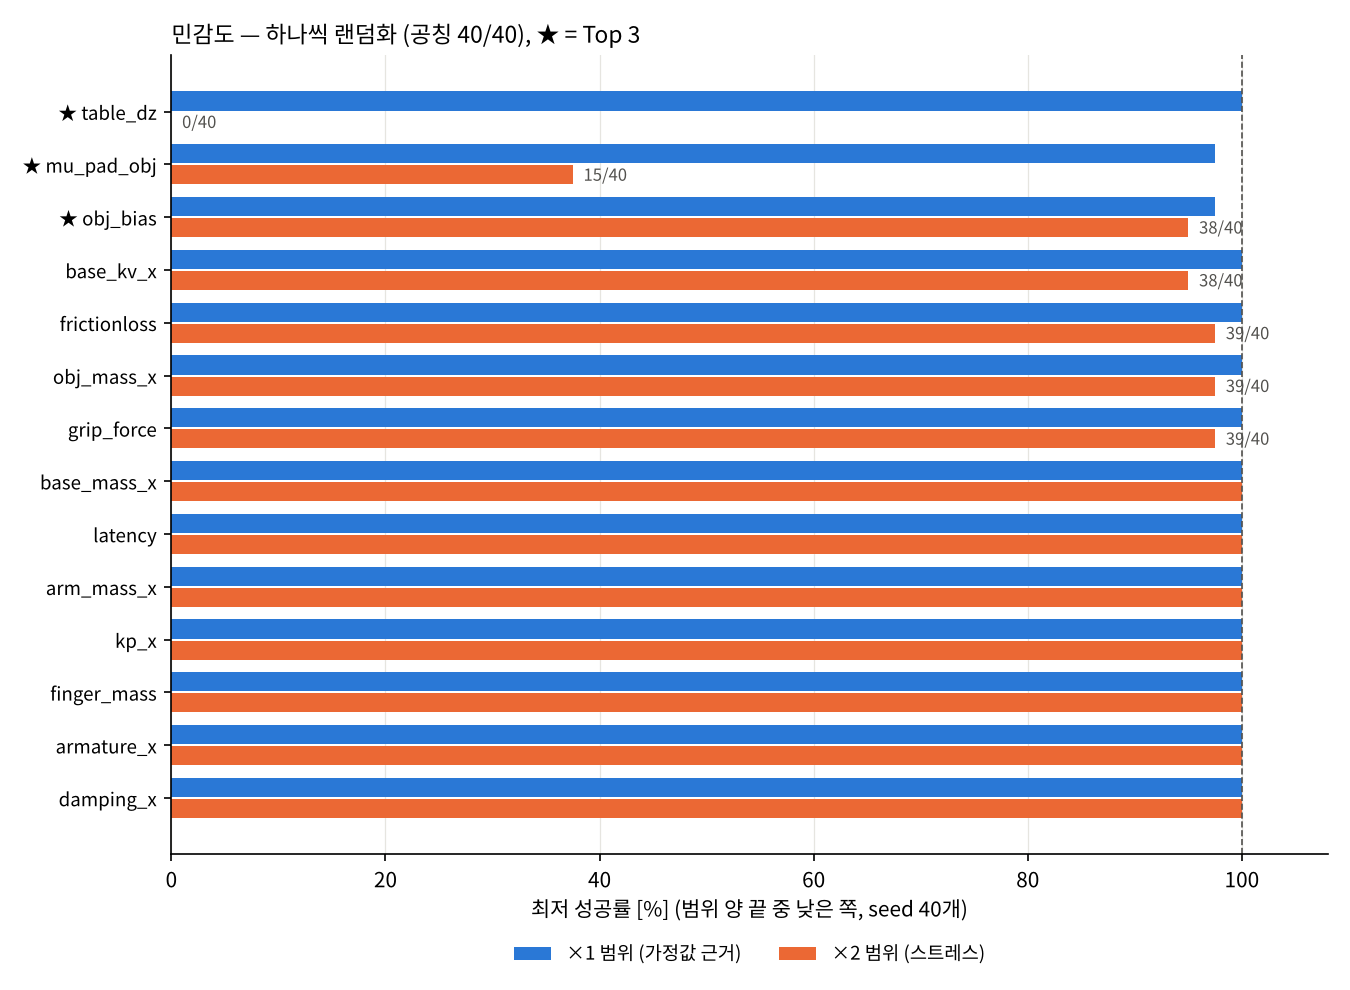 민감도 — 하나씩 랜덤화 (공칭 40/40), ★ = Top 3
★ table_dz
0/40
★ mu_pad_obj
15/40
★ obj_bias
38/40
base_kv_x
38/40
frictionloss
39/40
obj_mass_x
39/40
grip_force
39/40
base_mass_x
latency
arm_mass_x
kp_x
finger_mass
armature_x
damping_x
0 20 40 60 80 100
최저 성공률 [%] (범위 양 끝 중 낮은 쪽, seed 40개)
×1 범위 (가정값 근거) ×2 범위 (스트레스)